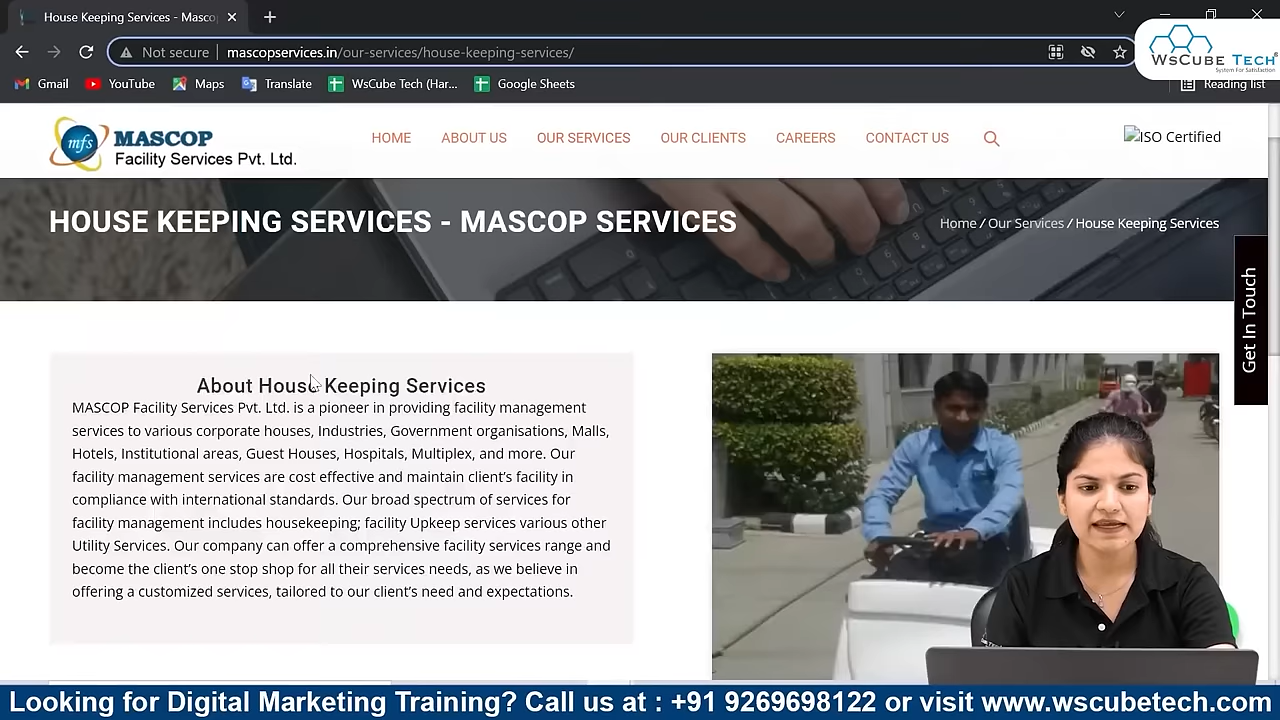 House Keeping Services - Masco
Not secure
mascopservices.in/our-services/house-keeping-services/
WsCube Tech
System For Satisfaction
Gmail
YouTube
Maps
Translate
WsCube Tech (Har...
Reading list
mfs
MASCOP
Facility Services Pvt. Ltd.
HOME
ABOUT US
OUR SERVICES
OUR CLIENTS
CAREERS
CONTACT US
ISO Certified
HOUSE KEEPING SERVICES - MASCOP SERVICES
Home / Our Services / House Keeping Services
Get In Touch
About House Keeping Services
MASCOP Facility Services Pvt. Ltd. is a pioneer in providing facility management
services to various corporate houses, Industries, Government organisations, Malls,
Hotels, Institutional areas, Guest Houses, Hospitals, Multiplex, and more. Our
facility management services are cost effective and maintain client's facility in
compliance with international standards. Our broad spectrum of services for
facility management includes housekeeping; facility Upkeep services various other
Utility Services. Our company can offer a comprehensive facility services range and
become the client's one stop shop for all their services needs, as we believe in
offering a customized services, tailored to our client's need and expectations.
Looking for Digital Marketing Training? Call us at : +91 9269698122 or visit www.wscubetech.com